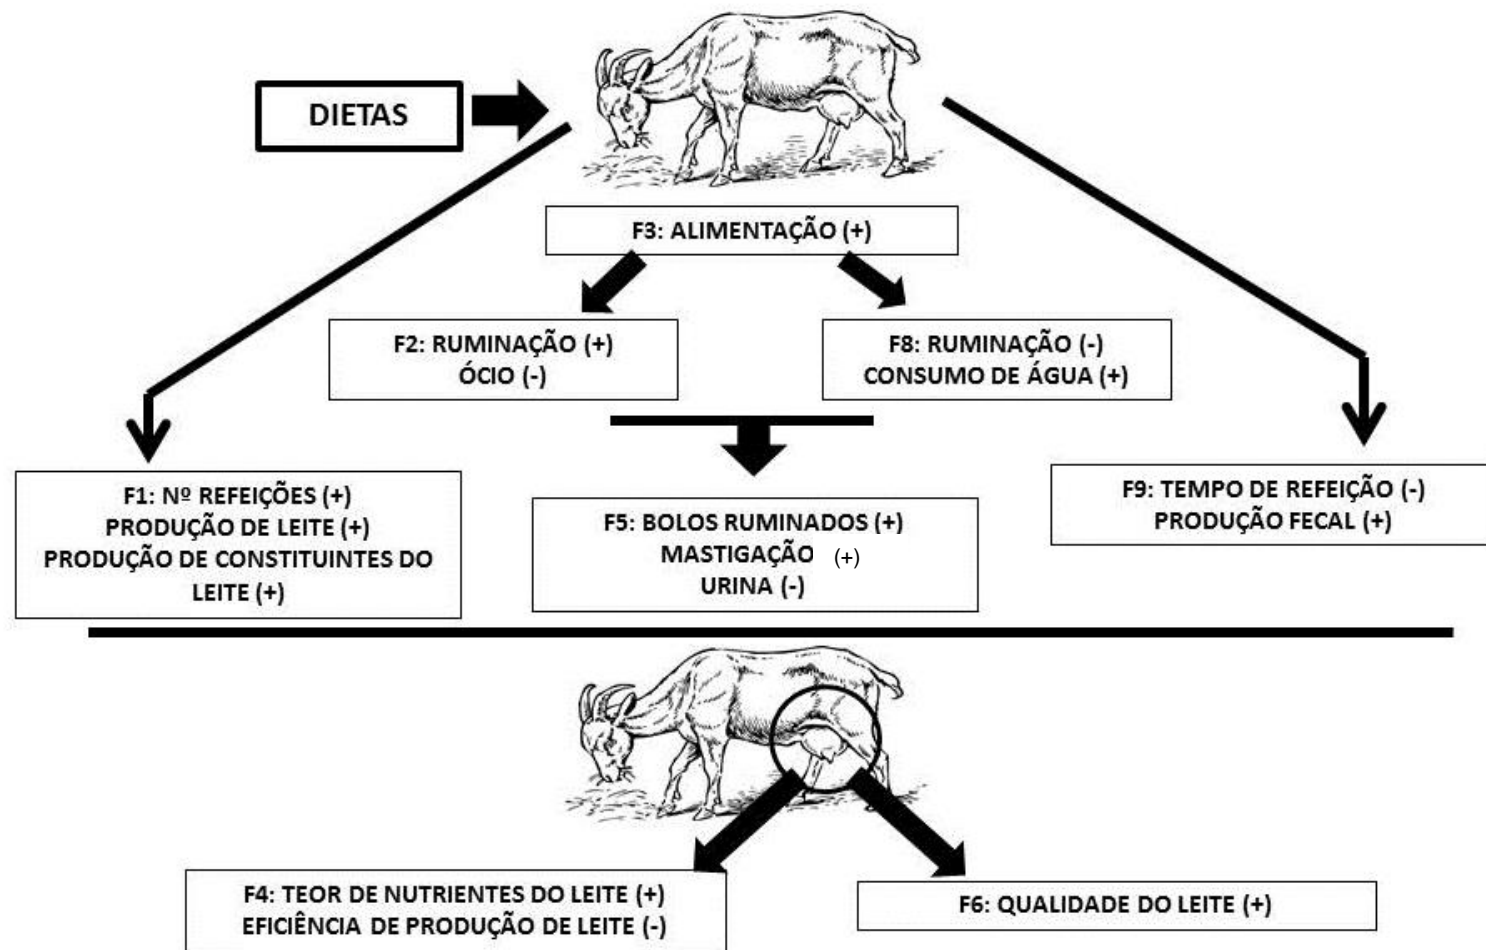 DIETAS
F3: ALIMENTAÇÃO (+)
F2: RUMINAÇÃO (+)
ÓCIO (-)
F8: RUMINAÇÃO (-)
CONSUMO DE ÁGUA (+)
F1: Nº REFEIÇÕES (+)
PRODUÇÃO DE LEITE (+)
PRODUÇÃO DE CONSTITUINTES DO
LEITE (+)
F5: BOLOS RUMINADOS (+)
MASTIGAÇÃO (+)
URINA (-)
F9: TEMPO DE REFEIÇÃO (-)
PRODUÇÃO FECAL (+)
F4: TEOR DE NUTRIENTES DO LEITE (+)
EFICIÊNCIA DE PRODUÇÃO DE LEITE (-)
F6: QUALIDADE DO LEITE (+)